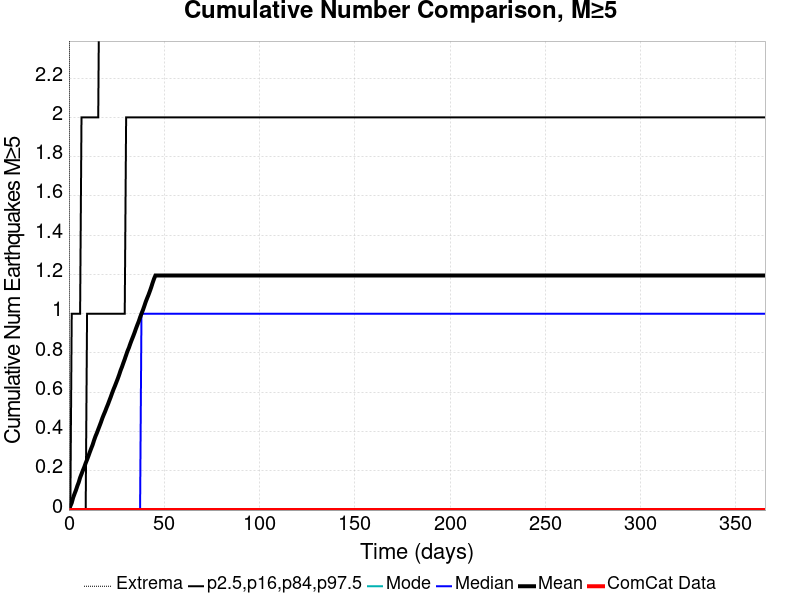 Cumulative Number Comparison, M≥5
Cumulative Num Earthquakes M≥5
2.2
2
1.8
1.6
1.4
1.2
1
0.8
0.6
0.4
0.2
0
0 50 100 150 200 250 300 350
Time (days)
Extrema p2.5,p16,p84,p97.5 Mode Median Mean ComCat Data